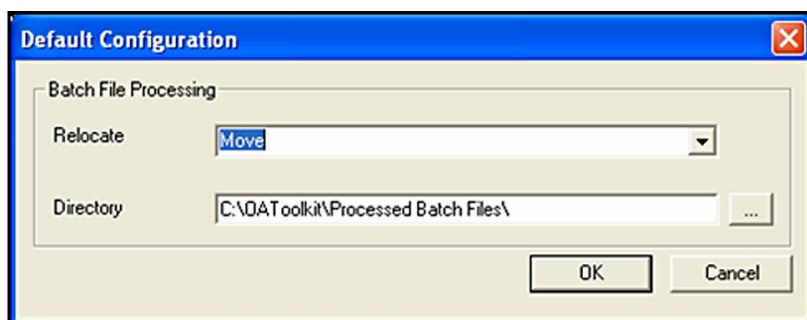 Default Configuration
Batch File Processing
Relocate
Move
Directory
C:\OAToolkit\Processed Batch Files\
...
OK
Cancel